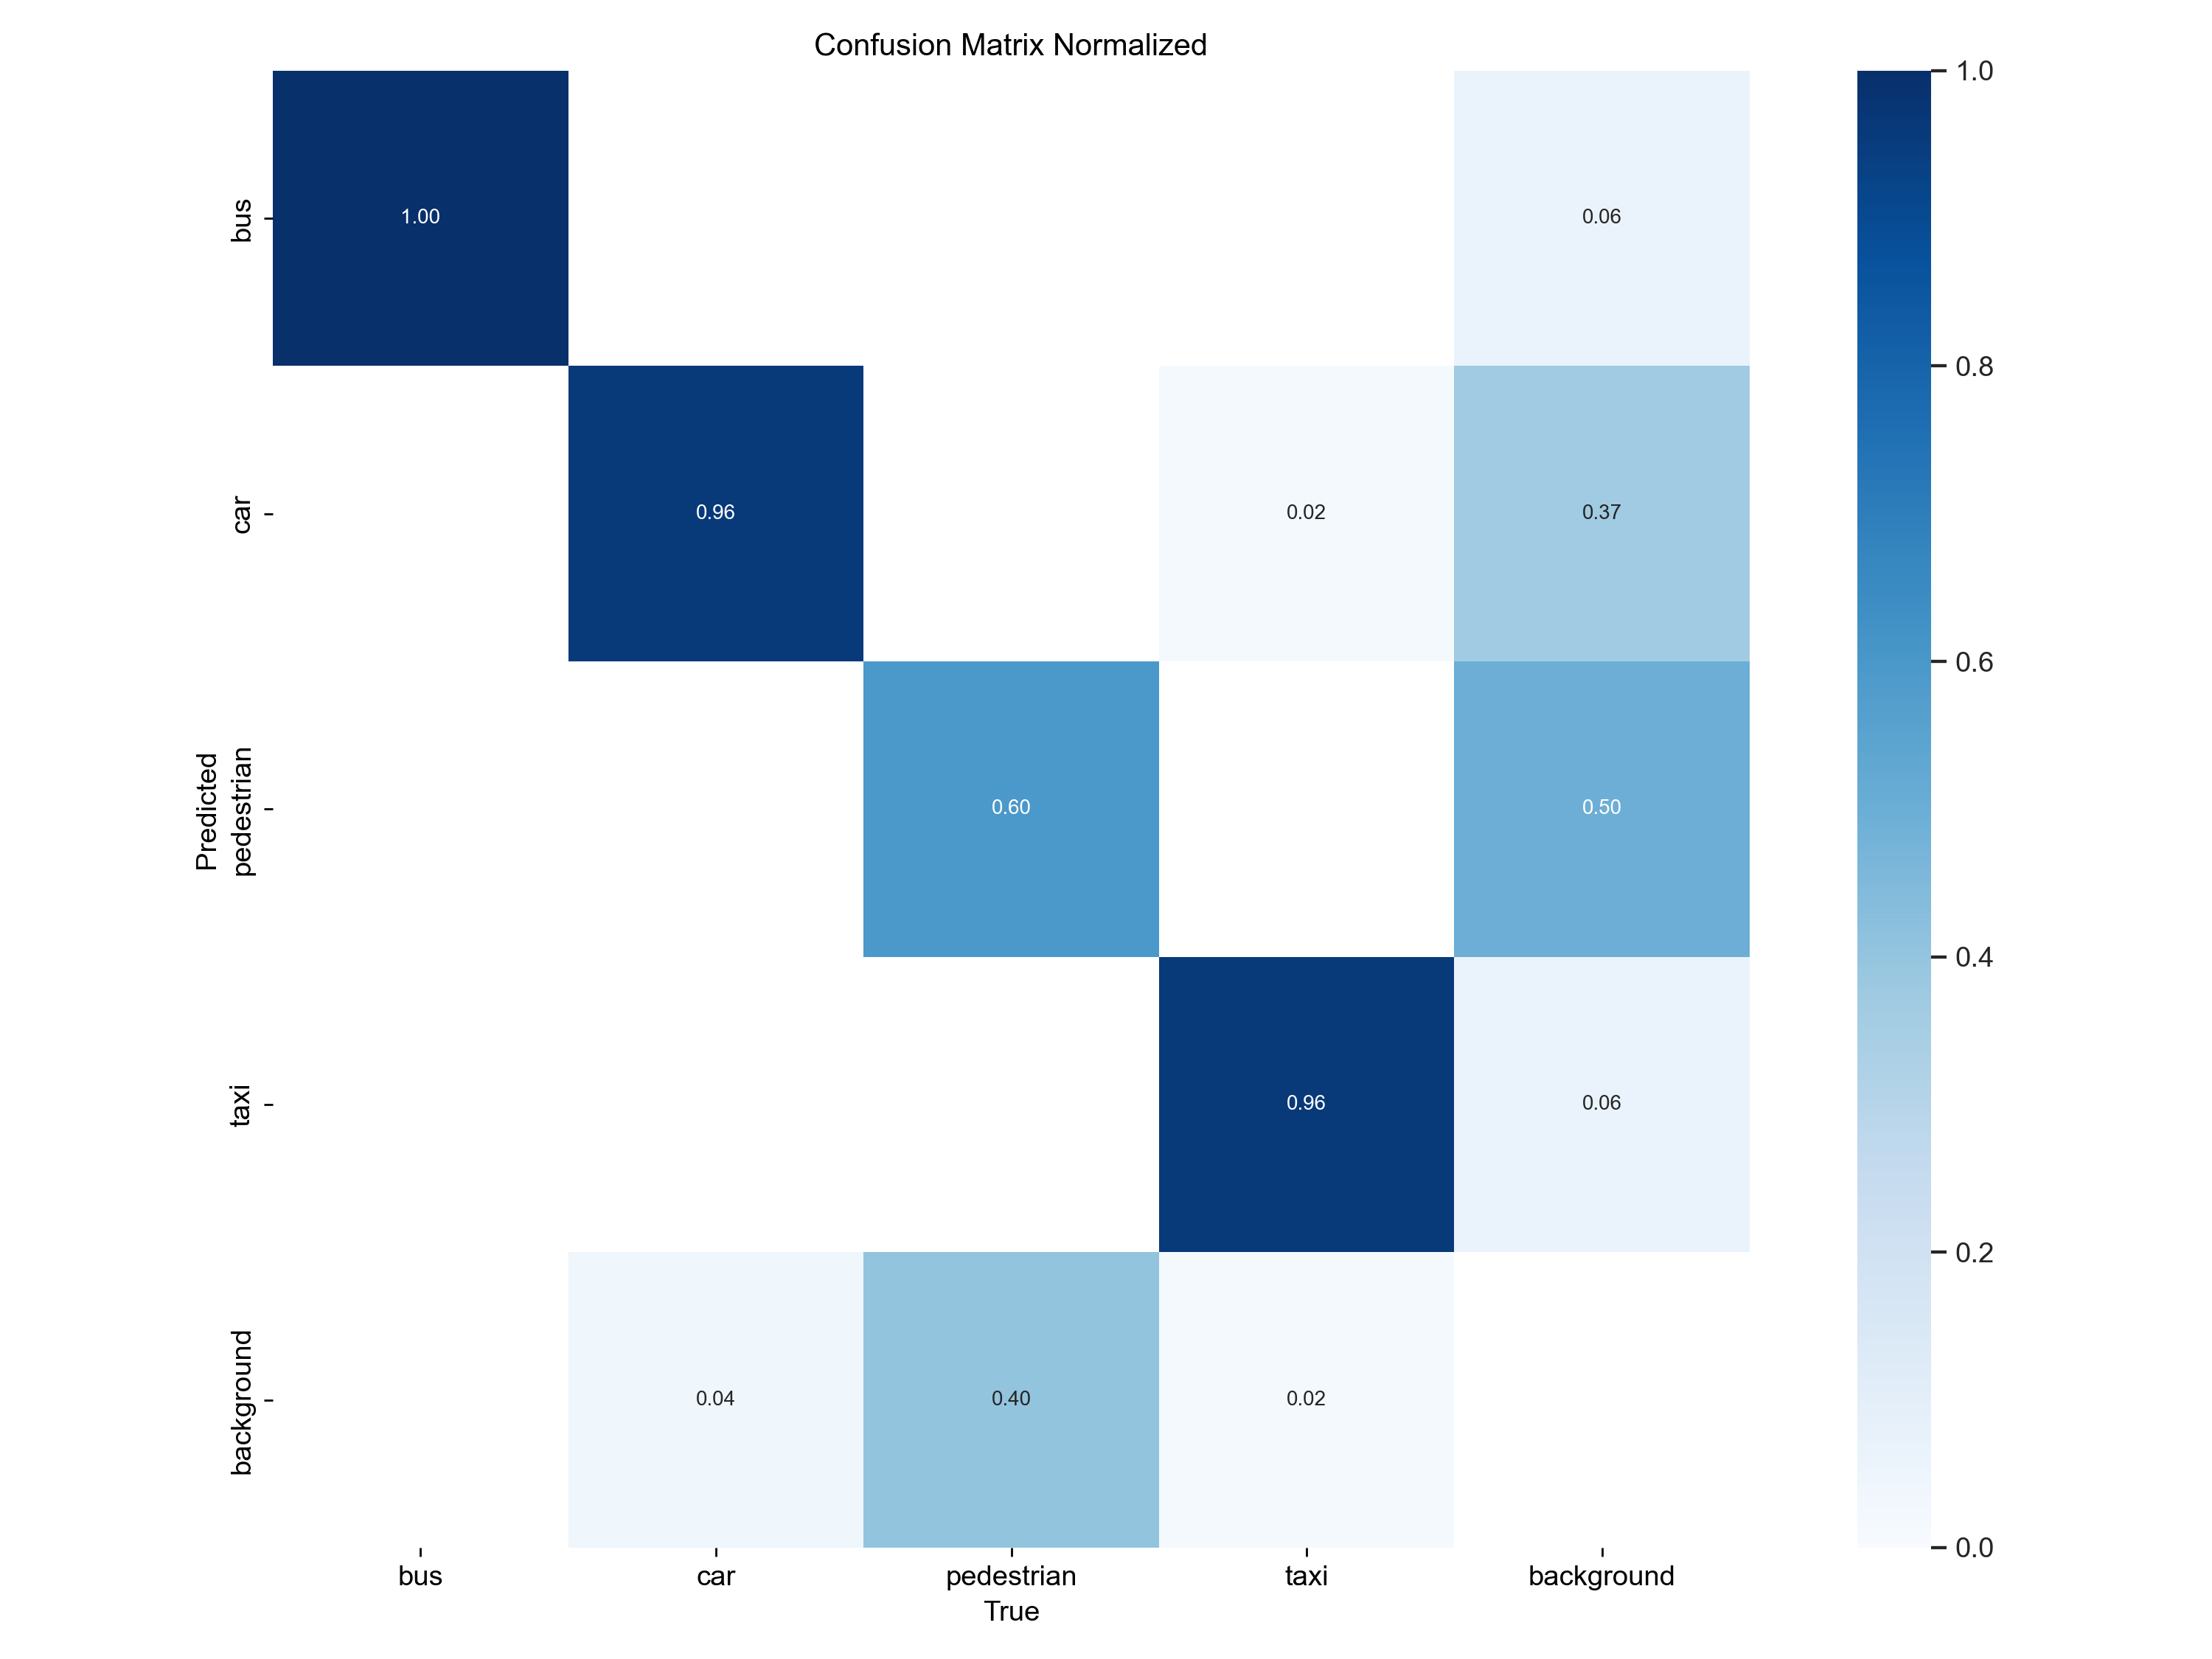 Confusion Matrix Normalized
1.0
bus
1.00
0.06
0.8
car
0.96
0.02
0.37
0.6
Predicted
pedestrian
0.60
0.50
0.4
taxi
0.96
0.06
0.2
background
0.04
0.40
0.02
0.0
bus
car
pedestrian
taxi
background
True